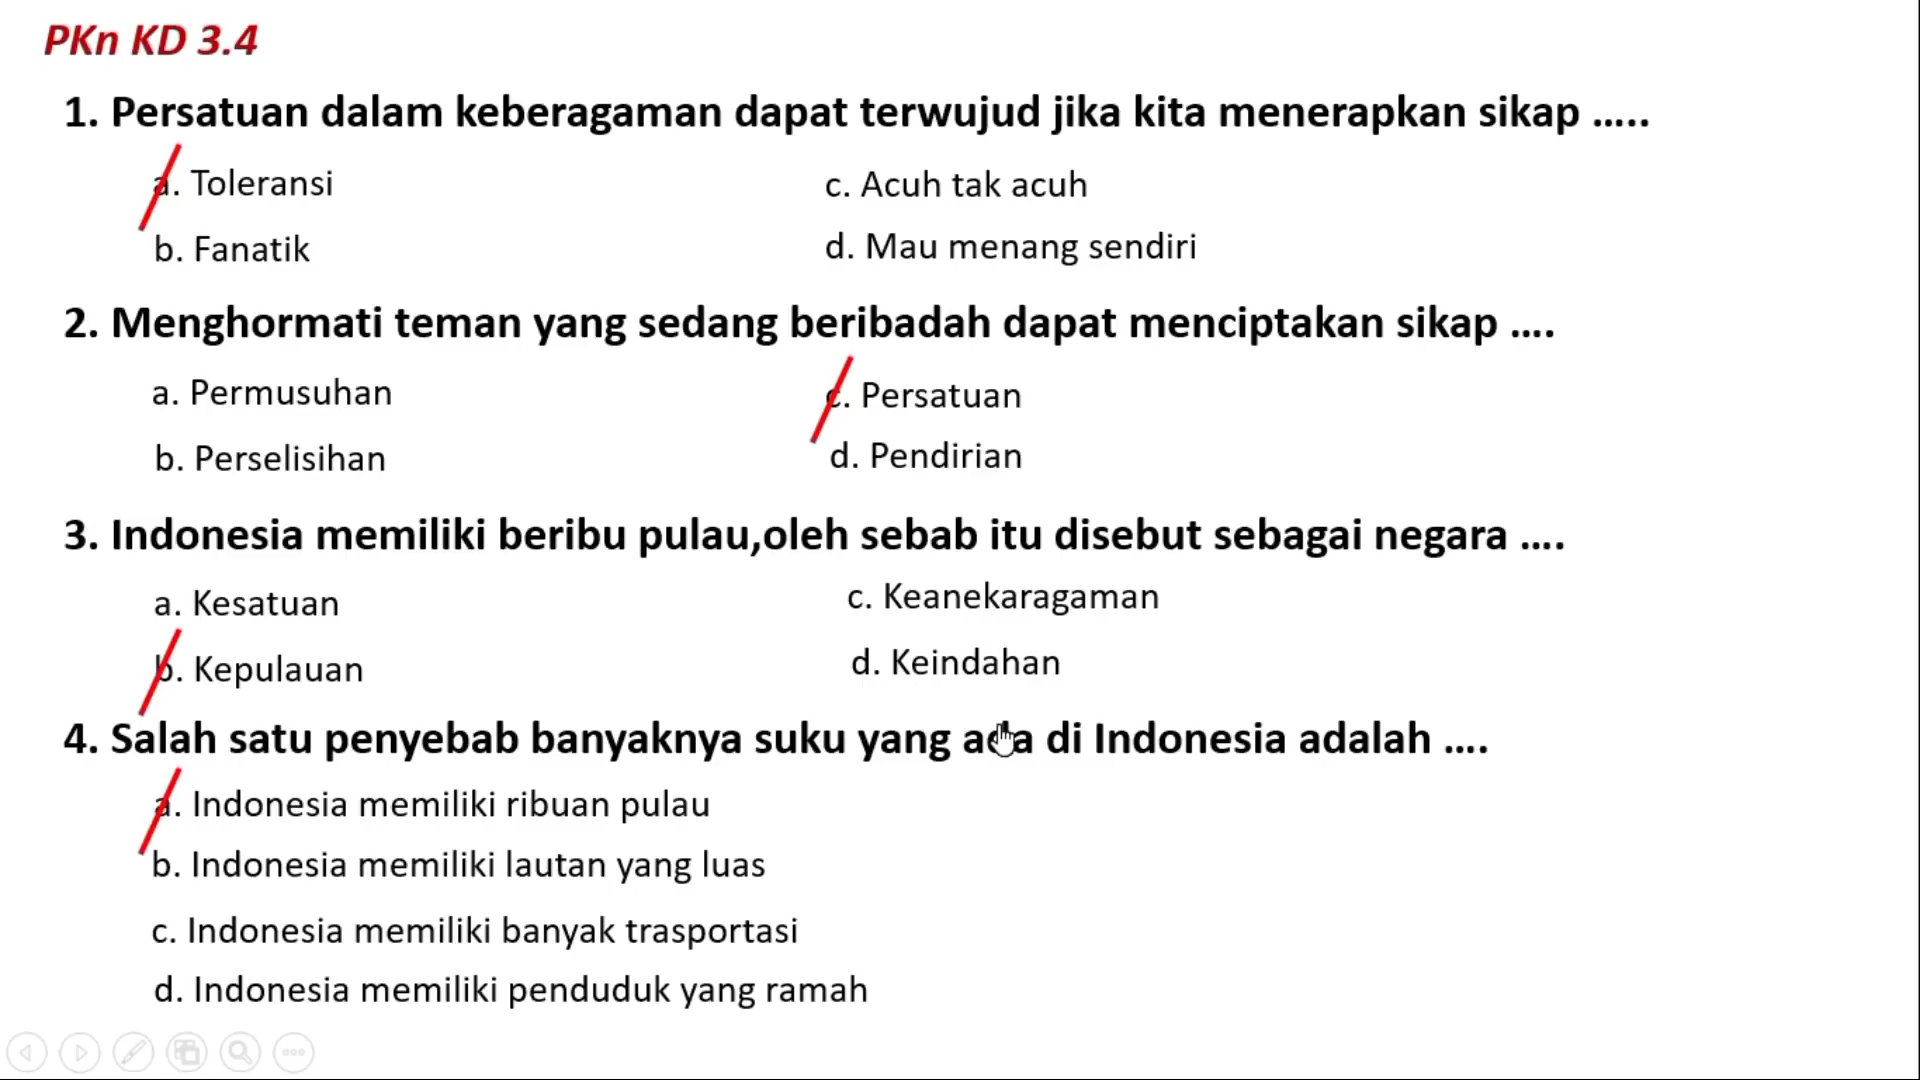 PKn KD 3.4
1. Persatuan dalam keberagaman dapat terwujud jika kita menerapkan sikap .....
a. Toleransi
c. Acuh tak acuh
b. Fanatik
d. Mau menang sendiri
2. Menghormati teman yang sedang beribadah dapat menciptakan sikap ....
a. Permusuhan
c. Persatuan
b. Perselisihan
d. Pendirian
3. Indonesia memiliki beribu pulau,oleh sebab itu disebut sebagai negara ....
a. Kesatuan
c. Keanekaragaman
b. Kepulauan
d. Keindahan
4. Salah satu penyebab banyaknya suku yang ada di Indonesia adalah ....
a. Indonesia memiliki ribuan pulau
b. Indonesia memiliki lautan yang luas
c. Indonesia memiliki banyak trasportasi
d. Indonesia memiliki penduduk yang ramah